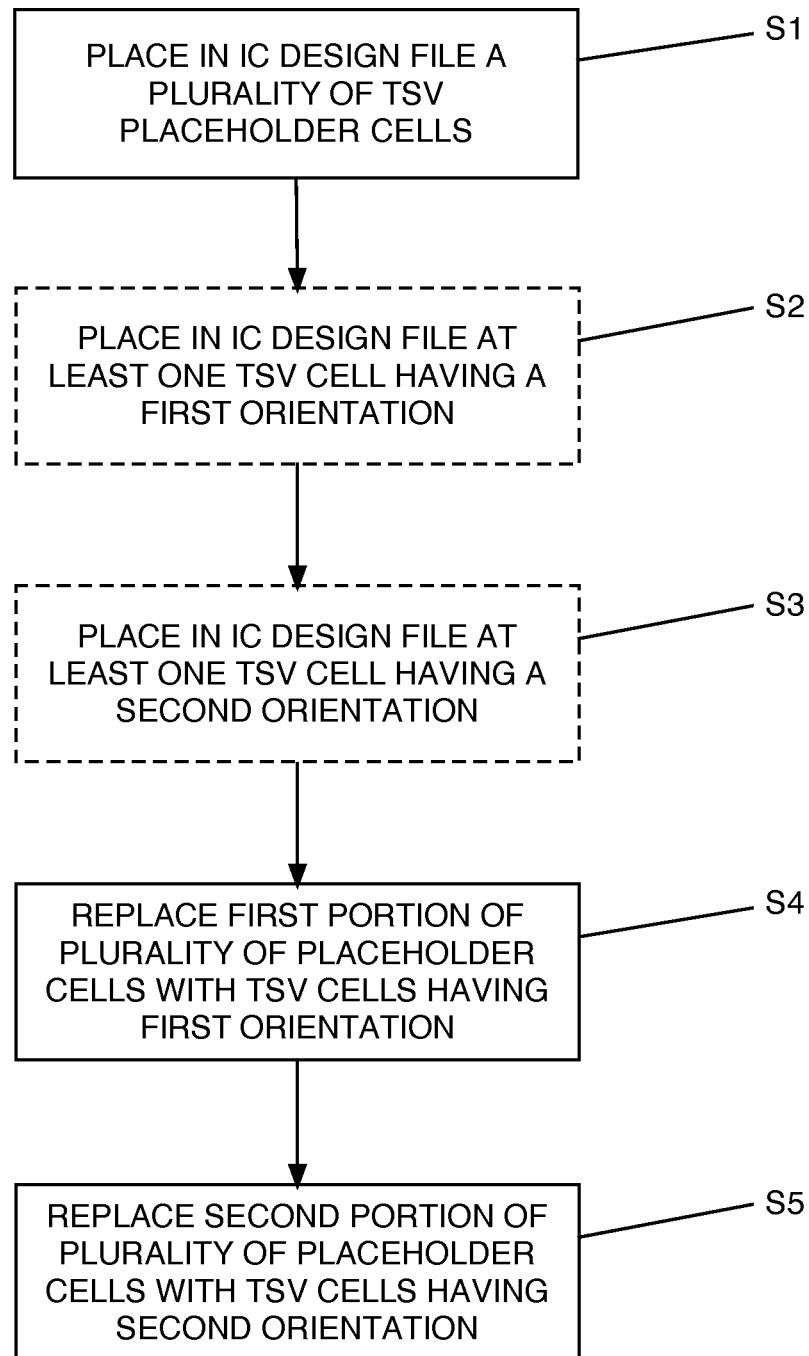 PLACE IN IC DESIGN FILE A
PLURALITY OF TSV
PLACEHOLDER CELLS
S1
PLACE IN IC DESIGN FILE AT
LEAST ONE TSV CELL HAVING A
FIRST ORIENTATION
S2
PLACE IN IC DESIGN FILE AT
LEAST ONE TSV CELL HAVING A
SECOND ORIENTATION
S3
REPLACE FIRST PORTION OF
PLURALITY OF PLACEHOLDER
CELLS WITH TSV CELLS HAVING
FIRST ORIENTATION
S4
REPLACE SECOND PORTION OF
PLURALITY OF PLACEHOLDER
CELLS WITH TSV CELLS HAVING
SECOND ORIENTATION
S5